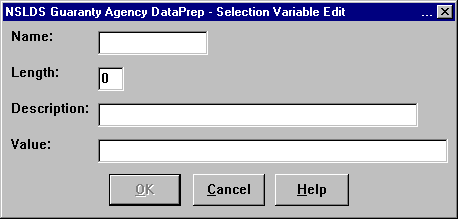 NSLDS Guaranty Agency DataPrep - Selection Variable Edit ...
Name:
Length: 0
Description:
Value:
OK Cancel Help